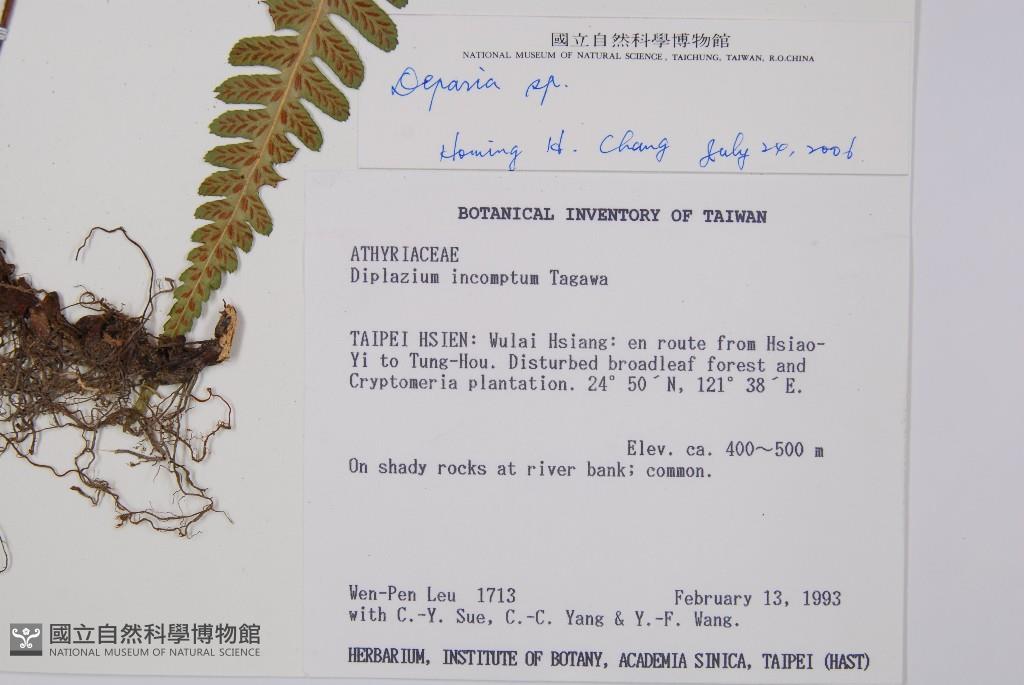 國立自然科學博物館
NATIONAL MUSEUM OF NATURAL SCIENCE, TAICHUNG, TAIWAN, R.O.CHINA
Deparia sp.
Homing H. Chang July 24, 2006
BOTANICAL INVENTORY OF TAIWAN
ATHYRIACEAE
Diplazium incomptum Tagawa
TAIPEI HSIEN: Wulai Hsiang: en route from Hsiao-
Yi to Tung-Hou. Disturbed broadleaf forest and
Cryptomeria plantation. 24° 50´N, 121° 38´E.
Elev. ca. 400～500 m
On shady rocks at river bank; common.
Wen-Pen Leu 1713 February 13, 1993
with C.-Y. Sue, C.-C. Yang & Y.-F. Wang.
HERBARIUM, INSTITUTE OF BOTANY, ACADEMIA SINICA, TAIPEI (HAST)
國立自然科學博物館
NATIONAL MUSEUM OF NATURAL SCIENCE